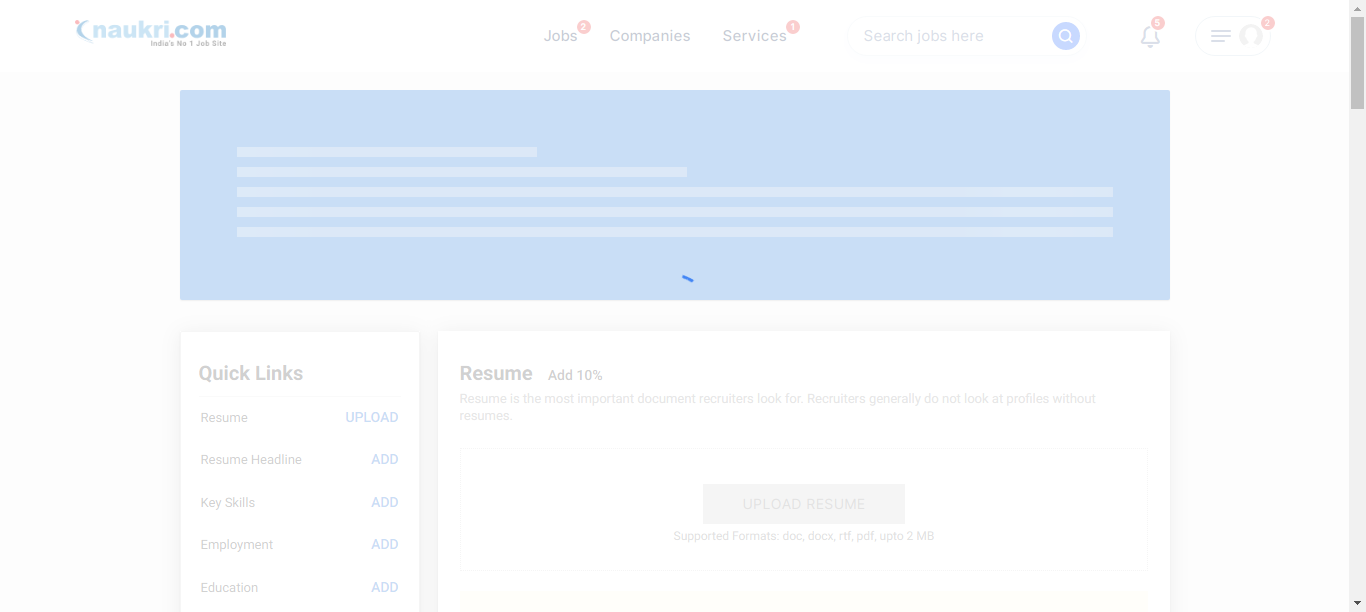 naukri.com
India's No 1 Job Site
Jobs 2
Companies
Services 1
Search jobs here
5
2
Quick Links
Resume UPLOAD
Resume Headline ADD
Key Skills ADD
Employment ADD
Education ADD
Resume Add 10%
Resume is the most important document recruiters look for. Recruiters generally do not look at profiles without
resumes.
UPLOAD RESUME
Supported Formats: doc, docx, rtf, pdf, upto 2 MB